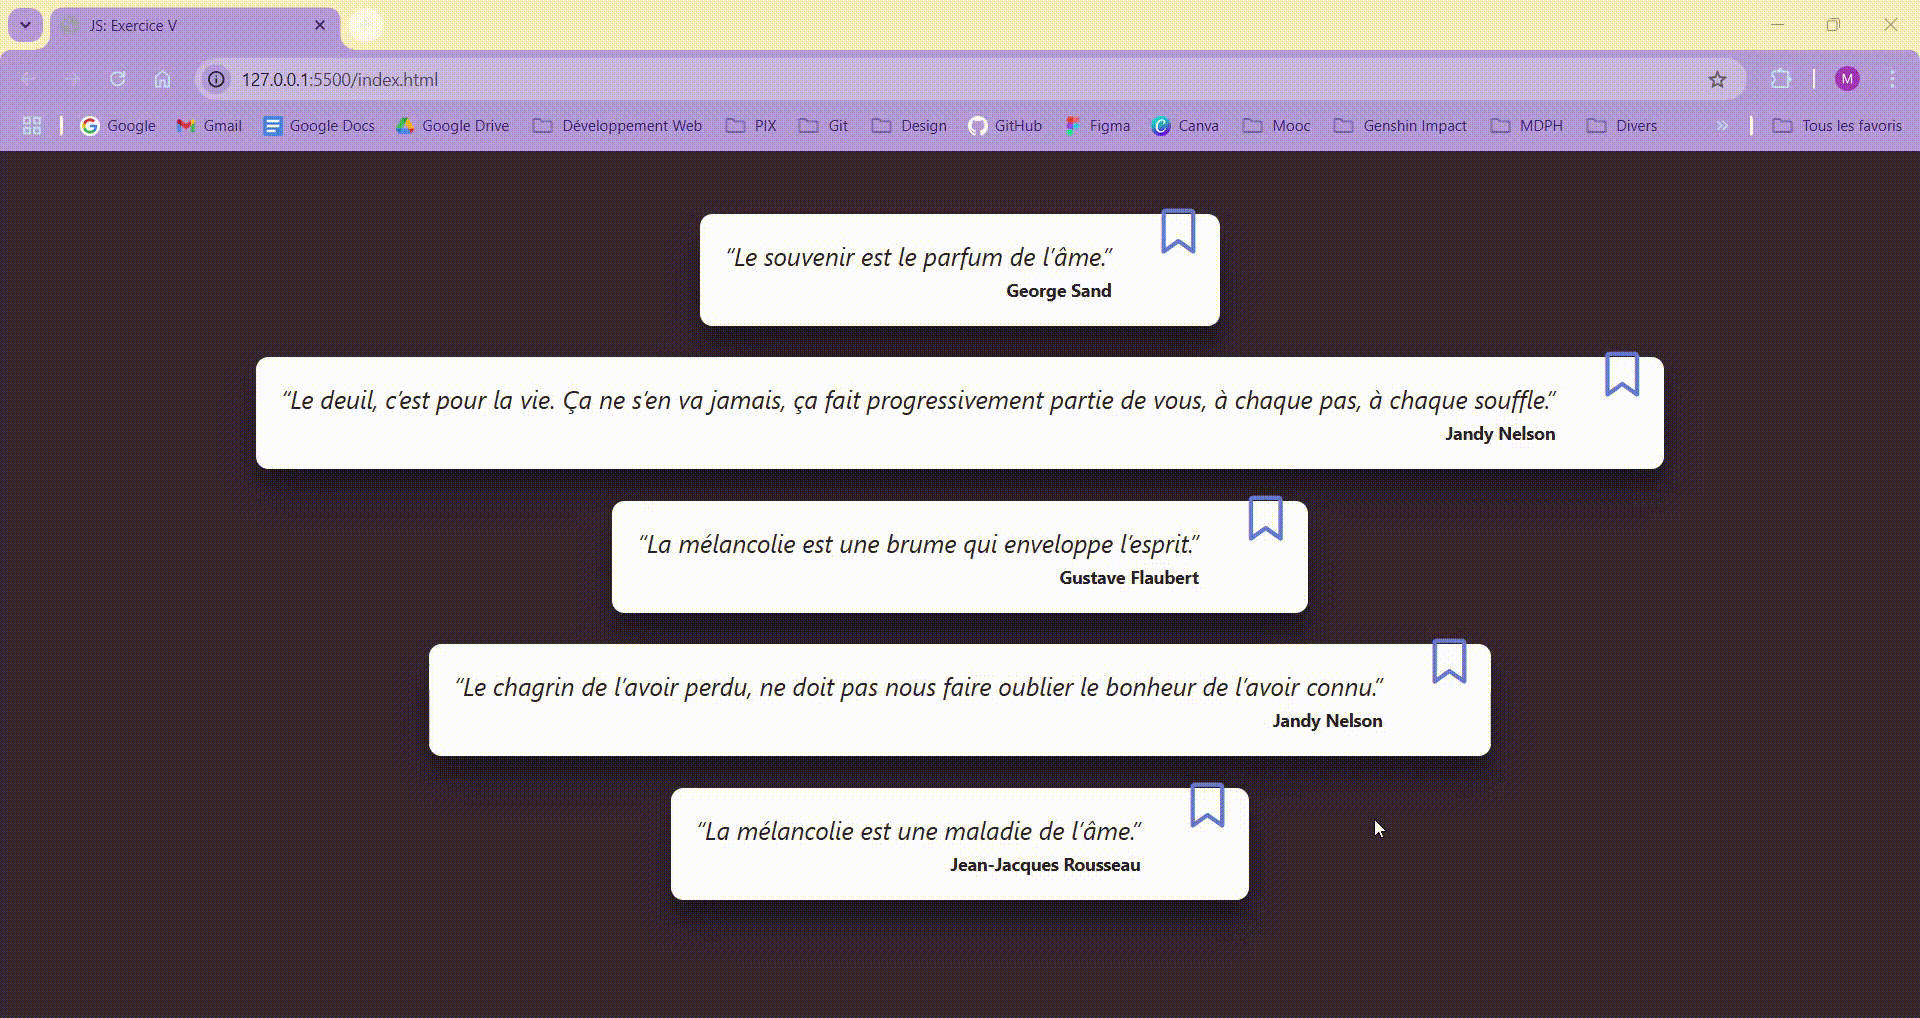 JS: Exercice V
127.0.0.1:5500/index.html
M
Google Gmail Google Docs Google Drive Développement Web PIX Git Design GitHub Figma Canva Mooc Genshin Impact MDPH Divers » Tous les favoris
“Le souvenir est le parfum de l’âme.”
George Sand
“Le deuil, c’est pour la vie. Ça ne s’en va jamais, ça fait progressivement partie de vous, à chaque pas, à chaque souffle.”
Jandy Nelson
“La mélancolie est une brume qui enveloppe l’esprit.”
Gustave Flaubert
“Le chagrin de l’avoir perdu, ne doit pas nous faire oublier le bonheur de l’avoir connu.”
Jandy Nelson
“La mélancolie est une maladie de l’âme.”
Jean-Jacques Rousseau